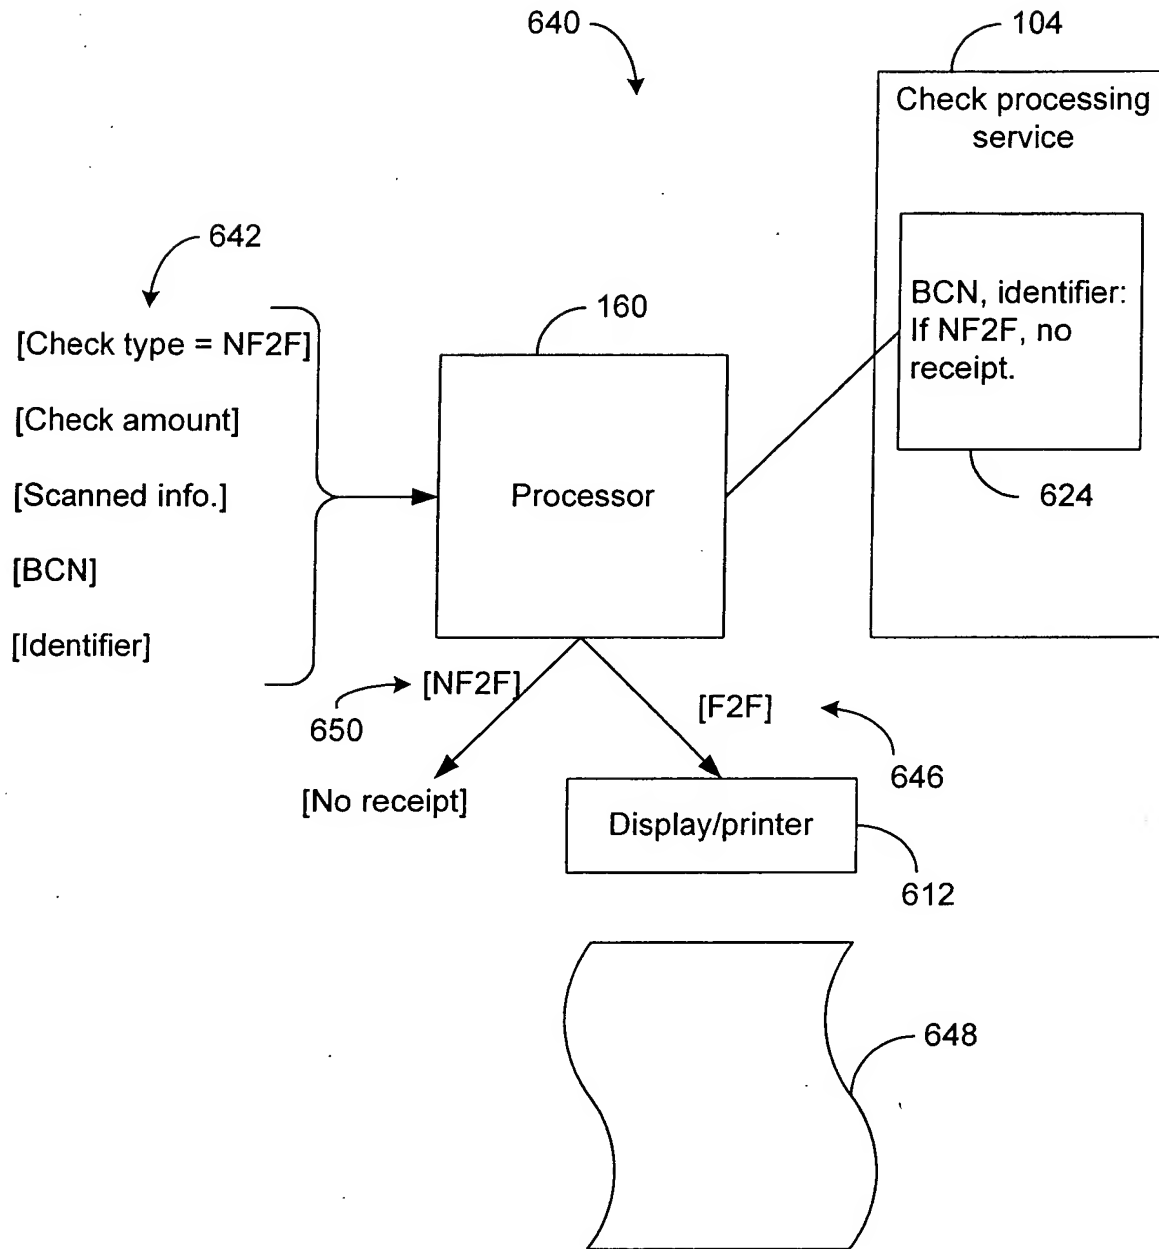 640
104
Check processing
service
642
160
BCN, identifier:
If NF2F, no
receipt.
[Check type = NF2F]
[Check amount]
[Scanned info.]
[BCN]
[Identifier]
Processor
624
[NF2F]
650
[F2F]
646
[No receipt]
Display/printer
612
648